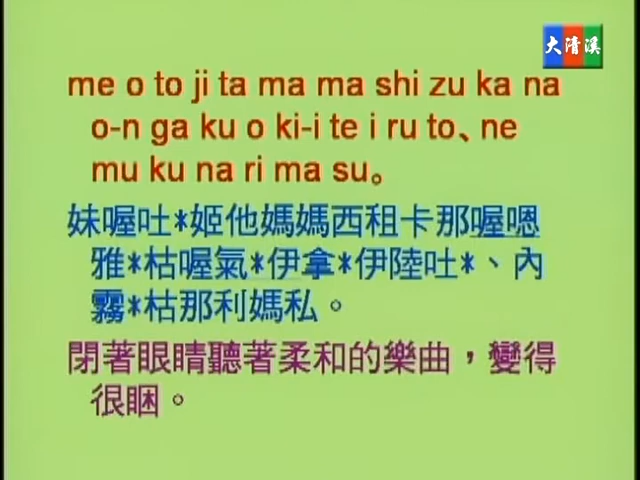 大清溪
me o to ji ta ma ma shi zu ka na
o-n ga ku o ki-i te i ru to、ne
mu ku na ri ma su。
妹喔吐*姬他媽媽西租卡那喔嗯
雅*枯喔氣*伊拿*伊陸吐*、內
霧*枯那利媽私。
閉著眼睛聽著柔和的樂曲，變得
很睏。